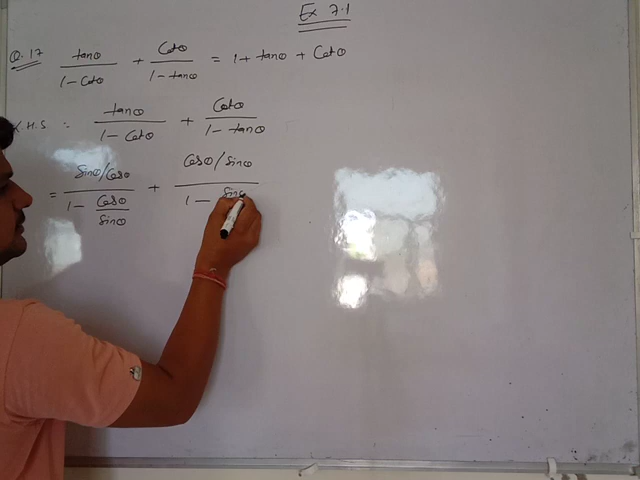 Ex 7.1
Q.17 tanθ/(1 - Cotθ) + Cotθ/(1 - tanθ) = 1 + tanθ + Cotθ
L.H.S :- tanθ/(1 - Cotθ) + Cotθ/(1 - tanθ)
= (Sinθ/Cosθ)/(1 - Cosθ/Sinθ) + (Cosθ/Sinθ)/(1 - Sinθ